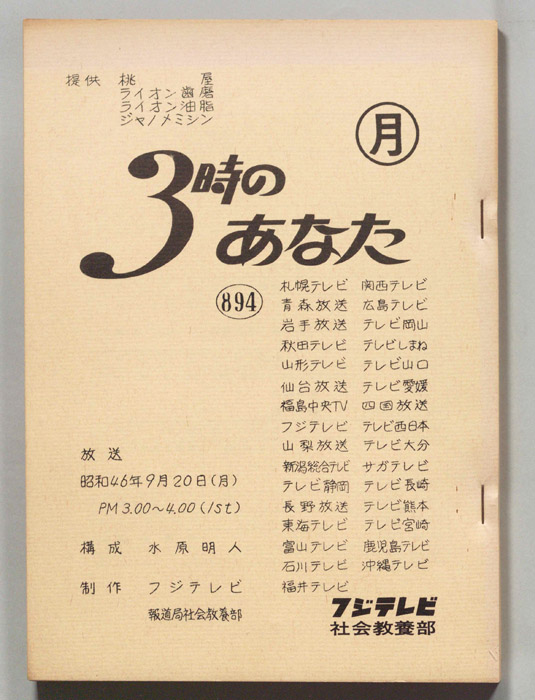 提供 桃屋
ライオン歯磨
ライオン油脂
ジャノメミシン
月
3時の
あなた
894
札幌テレビ 関西テレビ
青森放送 広島テレビ
岩手放送 テレビ岡山
秋田テレビ テレビしまね
山形テレビ テレビ山口
仙台放送 テレビ愛媛
福島中央TV 四国放送
フジテレビ テレビ西日本
山梨放送 テレビ大分
新潟総合テレビ サガテレビ
テレビ静岡 テレビ長崎
長野放送 テレビ熊本
東海テレビ テレビ宮崎
富山テレビ 鹿児島テレビ
石川テレビ 沖縄テレビ
福井テレビ
放送
昭和46年9月20日(月)
PM3.00〜4.00(1st)
構成 水原明人
制作 フジテレビ
報道局社会教養部
フジテレビ
社会教養部